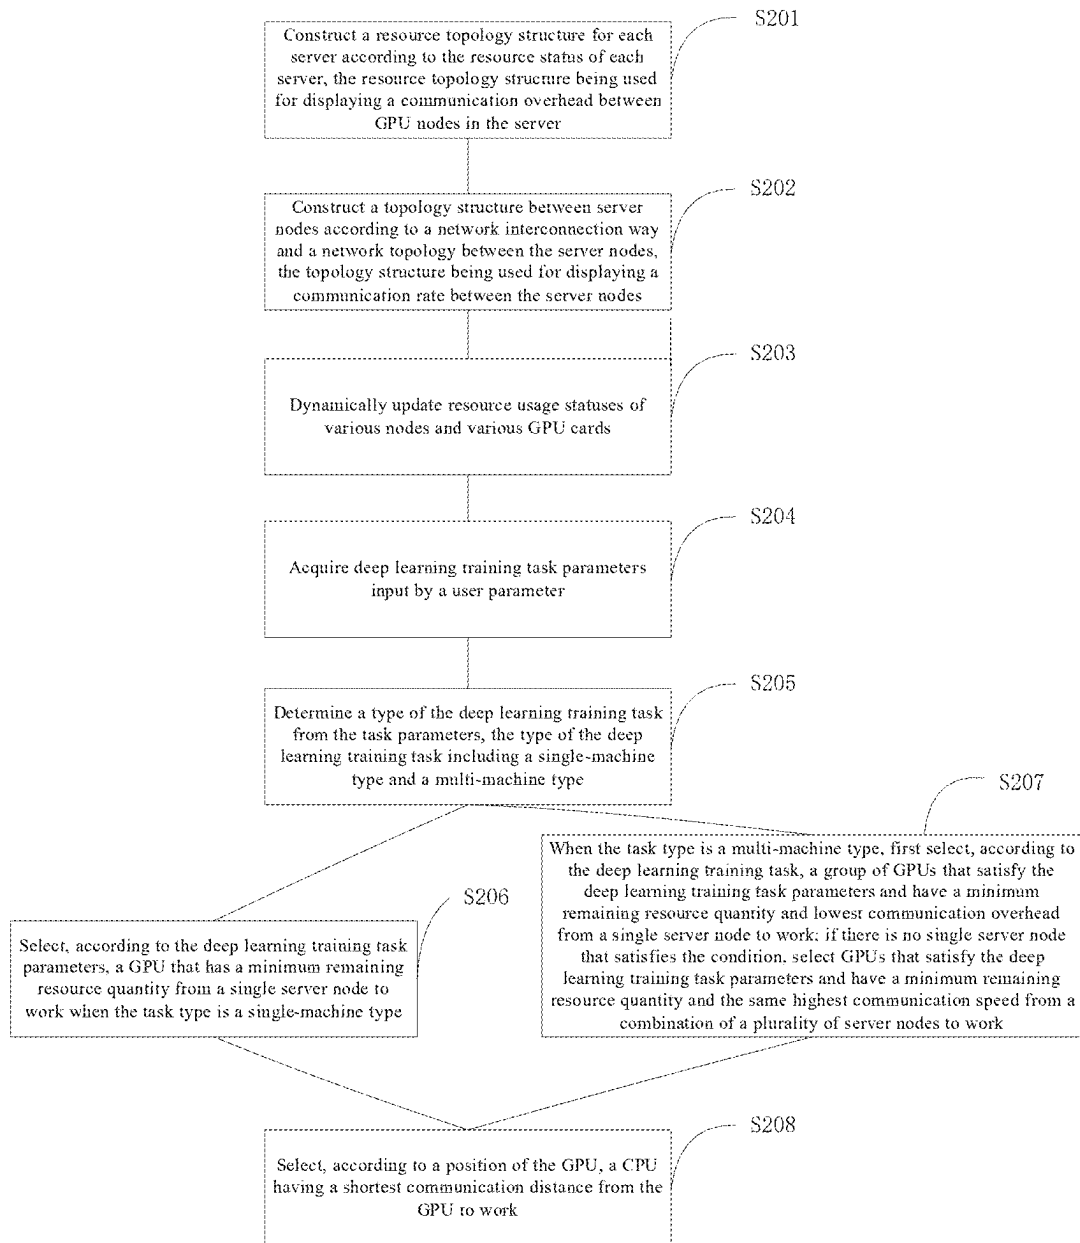 S201
Construct a resource topology structure for each
server according to the resource status of each
server, the resource topology structure being used
for displaying a communication overhead between
GPU nodes in the server
S202
Construct a topology structure between server
nodes according to a network interconnection way
and a network topology between the server nodes,
the topology structure being used for displaying a
communication rate between the server nodes
S203
Dynamically update resource usage statuses of
various nodes and various GPU cards
S204
Acquire deep learning training task parameters
input by a user parameter
S205
Determine a type of the deep learning training task
from the task parameters, the type of the deep
learning training task including a single-machine
type and a multi-machine type
S206
Select, according to the deep learning training task
parameters, a GPU that has a minimum remaining
resource quantity from a single server node to
work when the task type is a single-machine type
S207
When the task type is a multi-machine type, first select, according to
the deep learning training task, a group of GPUs that satisfy the
deep learning training task parameters and have a minimum
remaining resource quantity and lowest communication overhead
from a single server node to work; if there is no single server node
that satisfies the condition, select GPUs that satisfy the deep
learning training task parameters and have a minimum remaining
resource quantity and the same highest communication speed from a
combination of a plurality of server nodes to work
S208
Select, according to a position of the GPU, a CPU
having a shortest communication distance from the
GPU to work